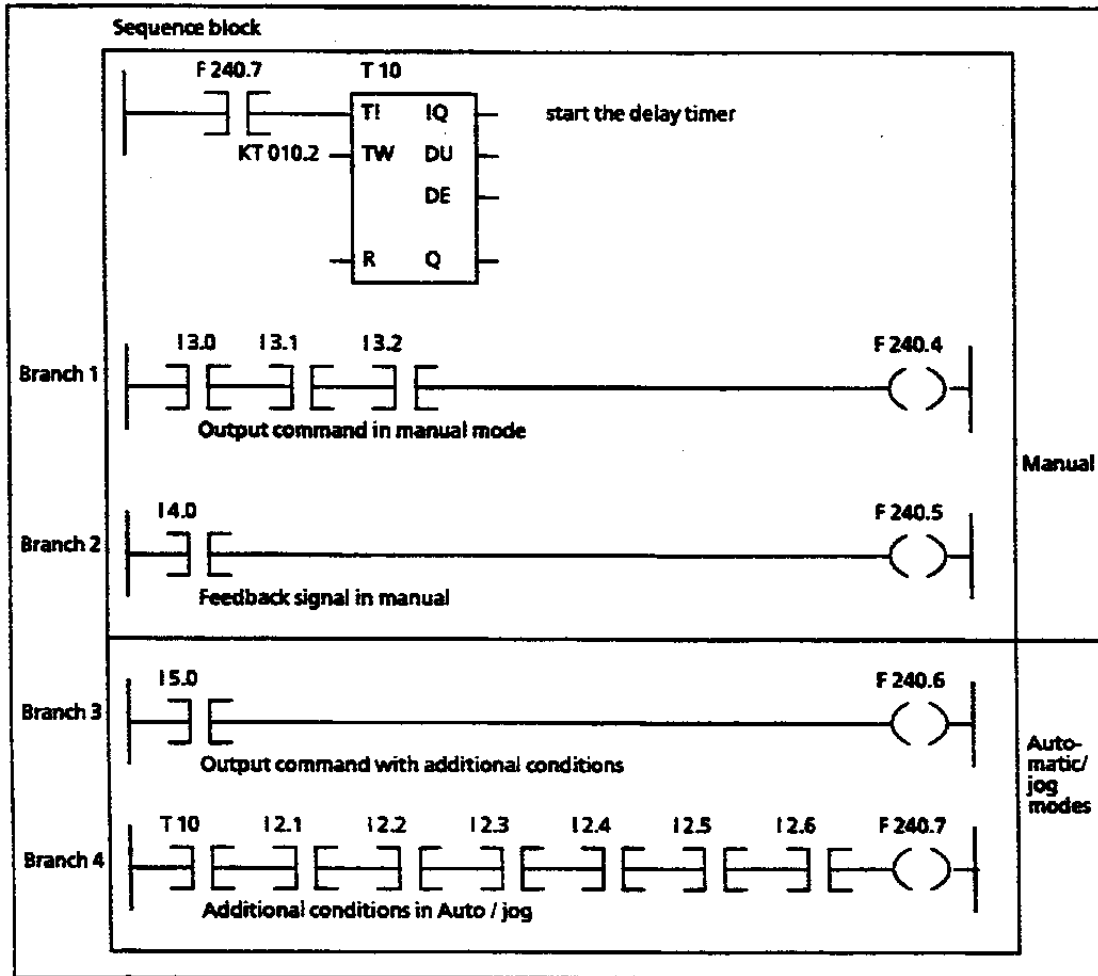 Sequence block
F 240.7 T 10
TI IQ start the delay timer
KT 010.2 TW DU
DE
R Q
I 3.0 I 3.1 I 3.2 F 240.4
Branch 1
Output command in manual mode
Manual
I 4.0 F 240.5
Branch 2
Feedback signal in manual
I 5.0 F 240.6
Branch 3
Output command with additional conditions
Auto-
matic/
jog
modes
T 10 I 2.1 I 2.2 I 2.3 I 2.4 I 2.5 I 2.6 F 240.7
Branch 4
Additional conditions in Auto / jog